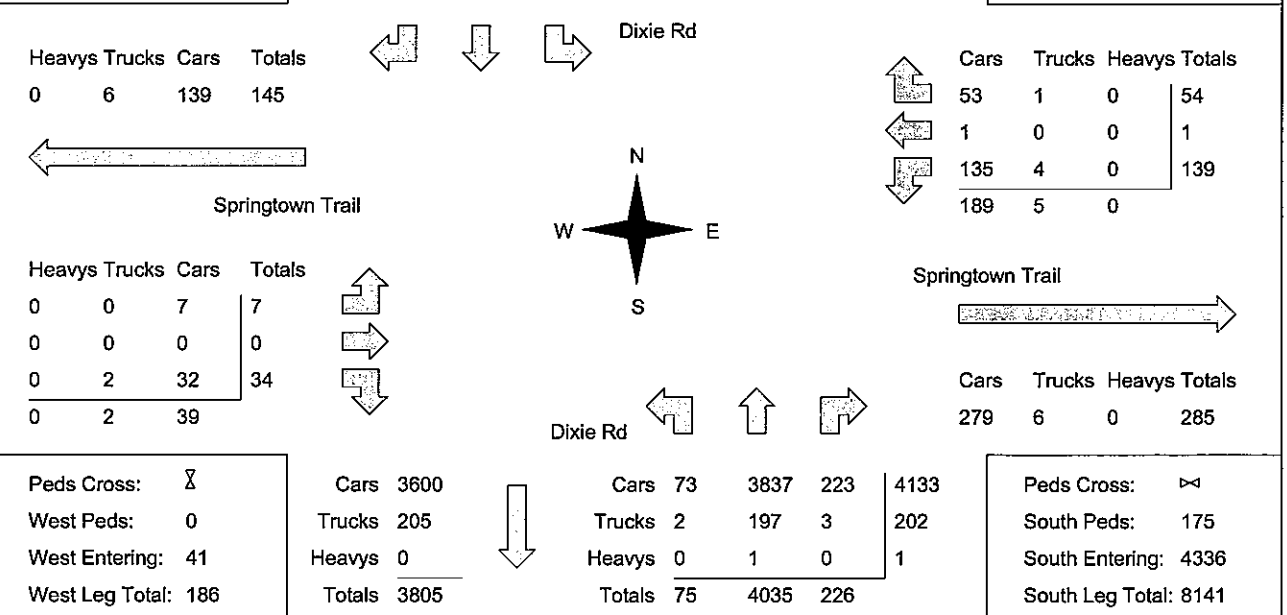 Dixie Rd
Heavys Trucks Cars Totals
0 6 139 145
Cars Trucks Heavys Totals
53 1 0 54
1 0 0 1
135 4 0 139
189 5 0
Springtown Trail
N
W E
S
Heavys Trucks Cars Totals
0 0 7 7
0 0 0 0
0 2 32 34
0 2 39
Springtown Trail
Cars Trucks Heavys Totals
279 6 0 285
Dixie Rd
Peds Cross:
West Peds: 0
West Entering: 41
West Leg Total: 186
Cars 3600
Trucks 205
Heavys 0
Totals 3805
Cars 73 3837 223 4133
Trucks 2 197 3 202
Heavys 0 1 0 1
Totals 75 4035 226
Peds Cross:
South Peds: 175
South Entering: 4336
South Leg Total: 8141